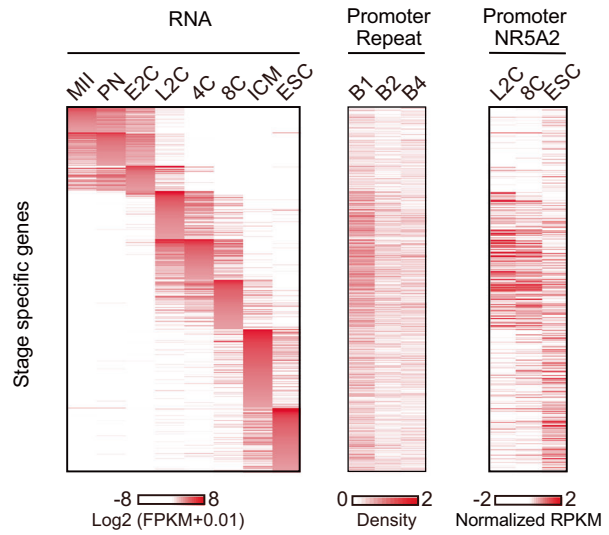 RNA
Promoter
Repeat
Promoter
NR5A2
MII PN E2C L2C 4C 8C ICM ESC
B1 B2 B4
L2C 8C ESC
Stage specific genes
-8 8
Log2 (FPKM+0.01)
0 2
Density
-2 2
Normalized RPKM